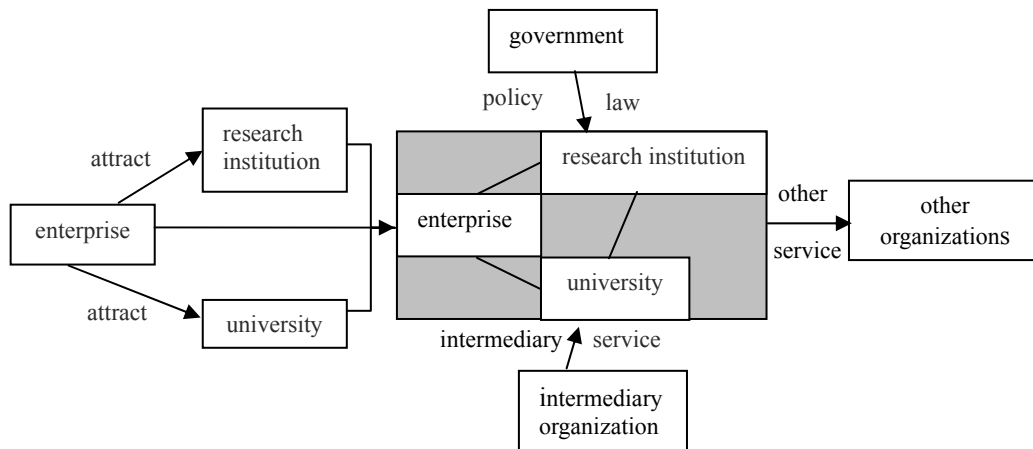 government
policy law
research
institution
attract
research institution
enterprise
enterprise
other
other
organizations
service
university
attract
university
intermediary service
intermediary
organization